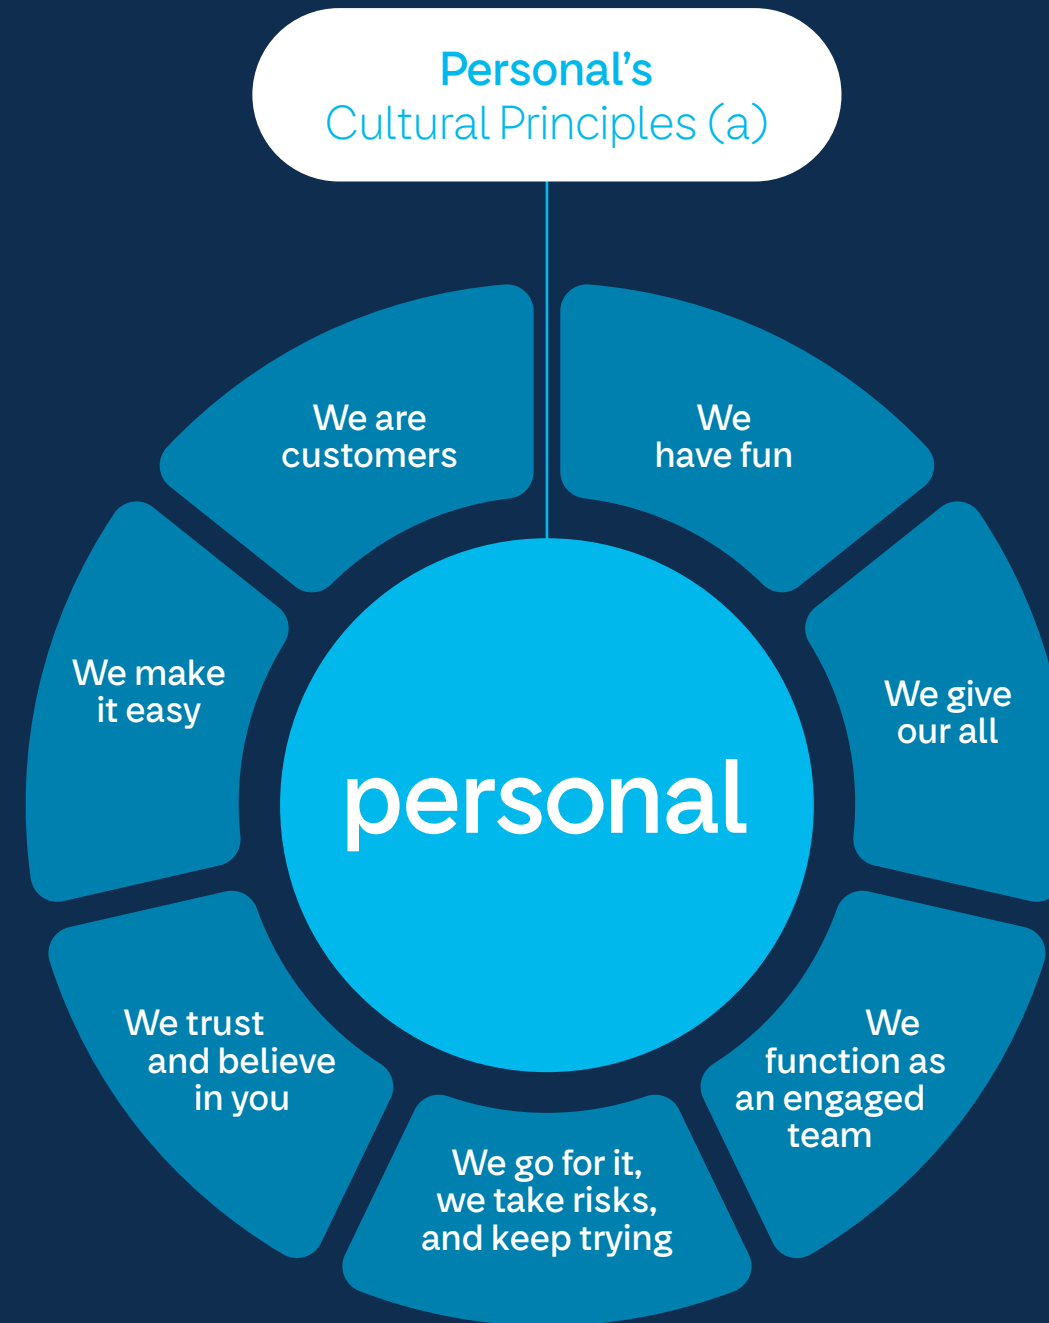 Personal’s
Cultural Principles (a)
We are
customers
We
have fun
We make
it easy
We give
our all
personal
We trust
and believe
in you
We
function as
an engaged
team
We go for it,
we take risks,
and keep trying